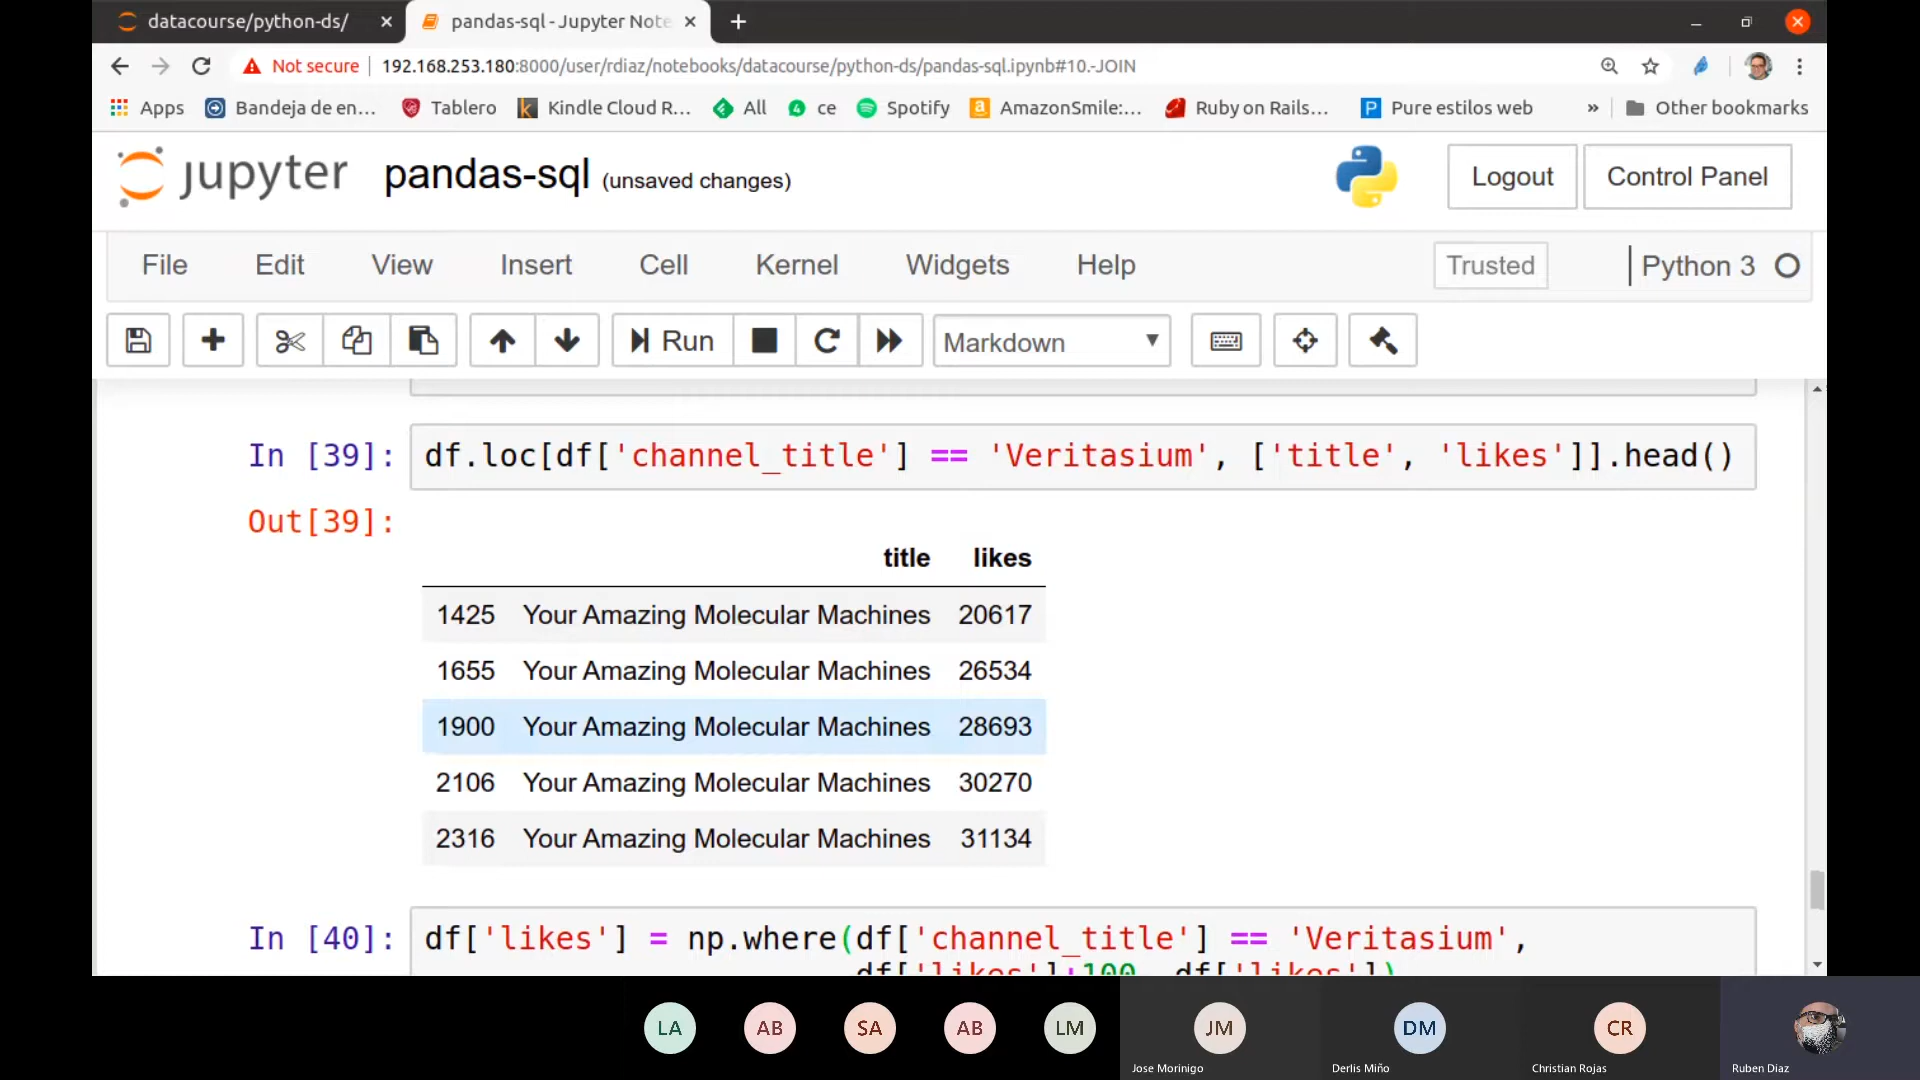 datacourse/python-ds/
pandas-sql - Jupyter Note
Not secure 192.168.253.180:8000/user/rdiaz/notebooks/datacourse/python-ds/pandas-sql.ipynb#10.-JOIN
Apps Bandeja de en... Tablero Kindle Cloud R... All ce Spotify AmazonSmile:... Ruby on Rails... Pure estilos web » Other bookmarks
jupyter pandas-sql (unsaved changes) Logout Control Panel
File Edit View Insert Cell Kernel Widgets Help Trusted Python 3
Run Markdown
In [39]: df.loc[df['channel_title'] == 'Veritasium', ['title', 'likes']].head()
Out[39]:
title likes
1425 Your Amazing Molecular Machines 20617
1655 Your Amazing Molecular Machines 26534
1900 Your Amazing Molecular Machines 28693
2106 Your Amazing Molecular Machines 30270
2316 Your Amazing Molecular Machines 31134
In [40]: df['likes'] = np.where(df['channel_title'] == 'Veritasium',
df['likes']+100, df['likes'])
LA AB SA AB LM JM DM CR
Jose Morinigo Derlis Miño Christian Rojas Ruben Diaz